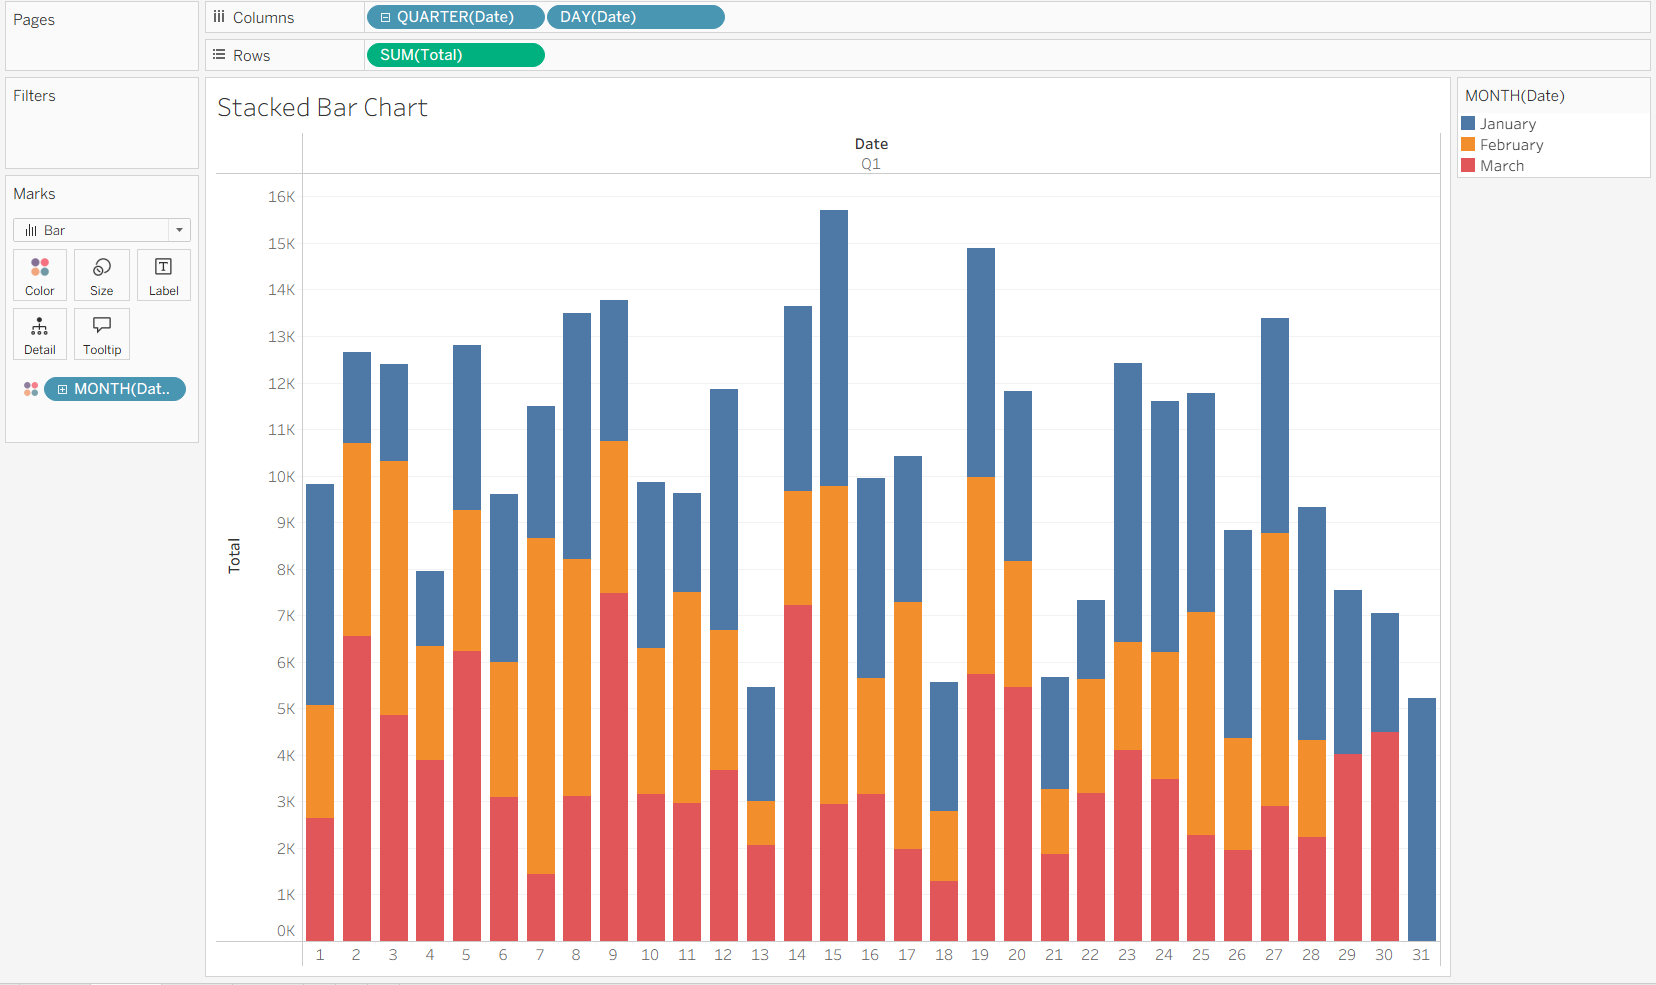 Pages
Columns
QUARTER(Date)
DAY(Date)
Rows
SUM(Total)
Filters
Marks
Bar
Color
Size
Label
Detail
Tooltip
MONTH(Dat..
Stacked Bar Chart
Date
Q1
Total
16K
15K
14K
13K
12K
11K
10K
9K
8K
7K
6K
5K
4K
3K
2K
1K
0K
1 2 3 4 5 6 7 8 9 10 11 12 13 14 15 16 17 18 19 20 21 22 23 24 25 26 27 28 29 30 31
MONTH(Date)
January
February
March